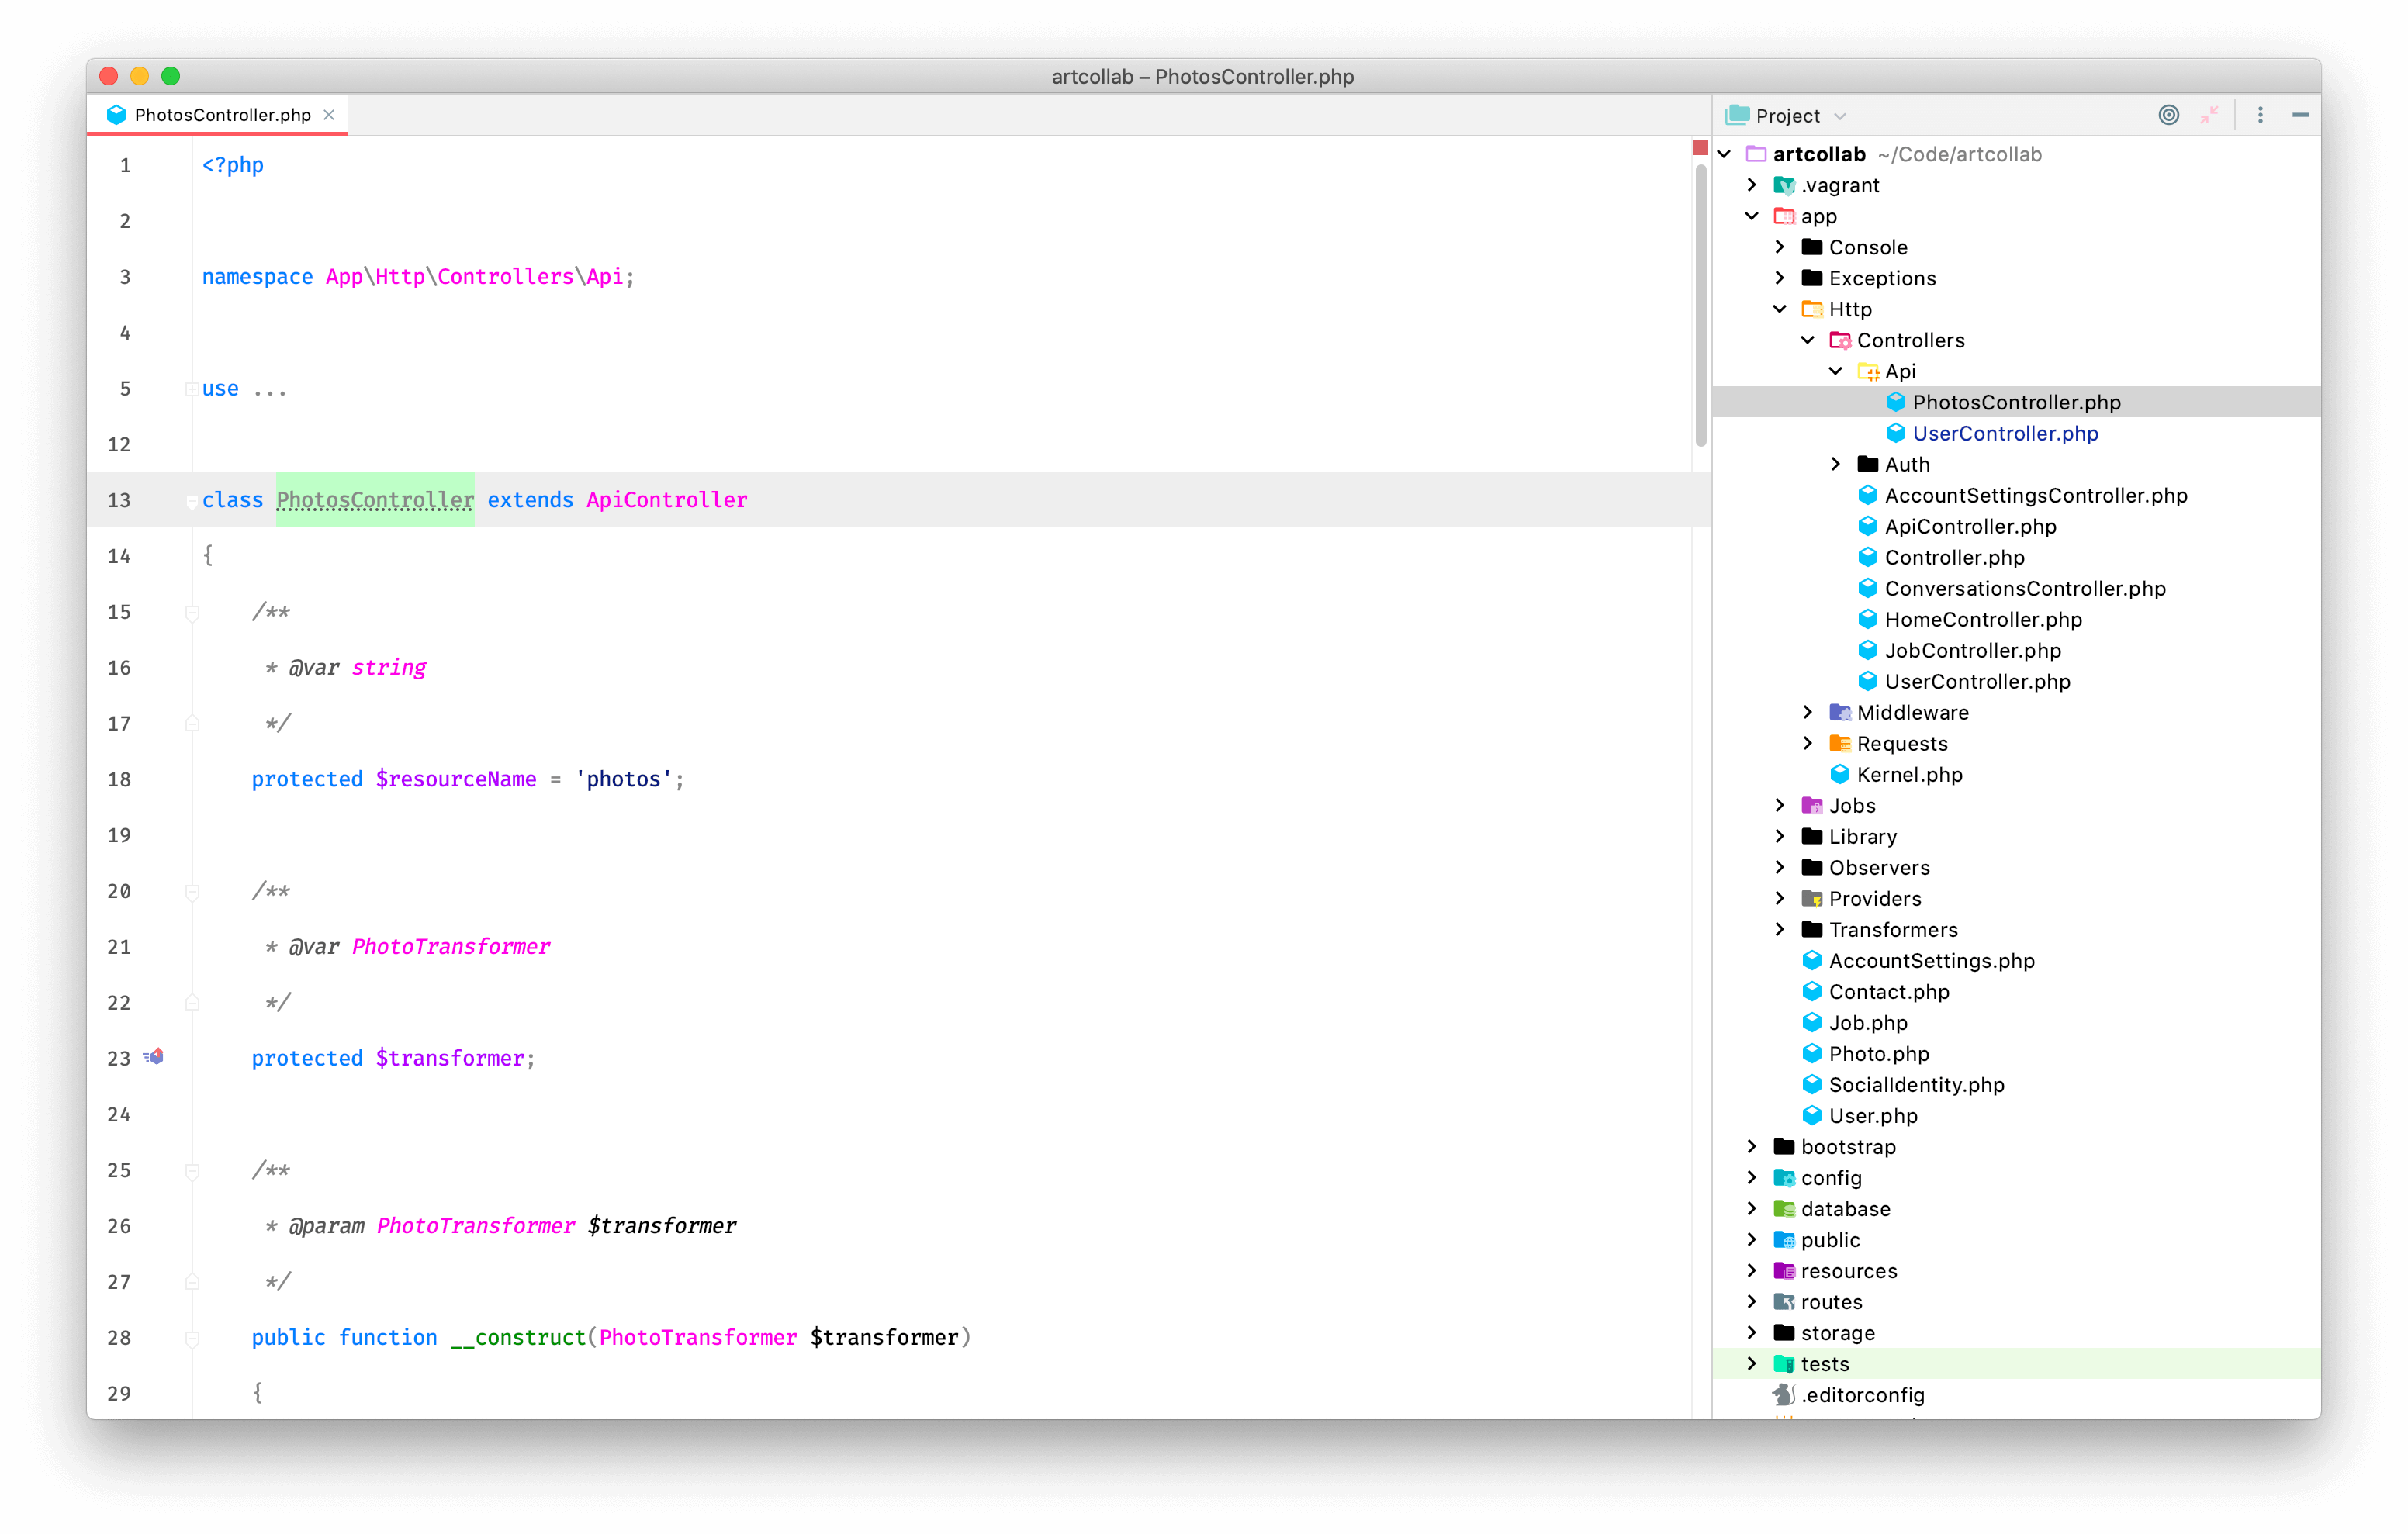 artcollab – PhotosController.php
PhotosController.php
1 <?php
2
3 namespace App\Http\Controllers\Api;
4
5 use ...
12
13 class PhotosController extends ApiController
14 {
15 /**
16 * @var string
17 */
18 protected $resourceName = 'photos';
19
20 /**
21 * @var PhotoTransformer
22 */
23 protected $transformer;
24
25 /**
26 * @param PhotoTransformer $transformer
27 */
28 public function __construct(PhotoTransformer $transformer)
29 {
Project
artcollab ~/Code/artcollab
.vagrant
app
Console
Exceptions
Http
Controllers
Api
PhotosController.php
UserController.php
Auth
AccountSettingsController.php
ApiController.php
Controller.php
ConversationsController.php
HomeController.php
JobController.php
UserController.php
Middleware
Requests
Kernel.php
Jobs
Library
Observers
Providers
Transformers
AccountSettings.php
Contact.php
Job.php
Photo.php
SocialIdentity.php
User.php
bootstrap
config
database
public
resources
routes
storage
tests
.editorconfig